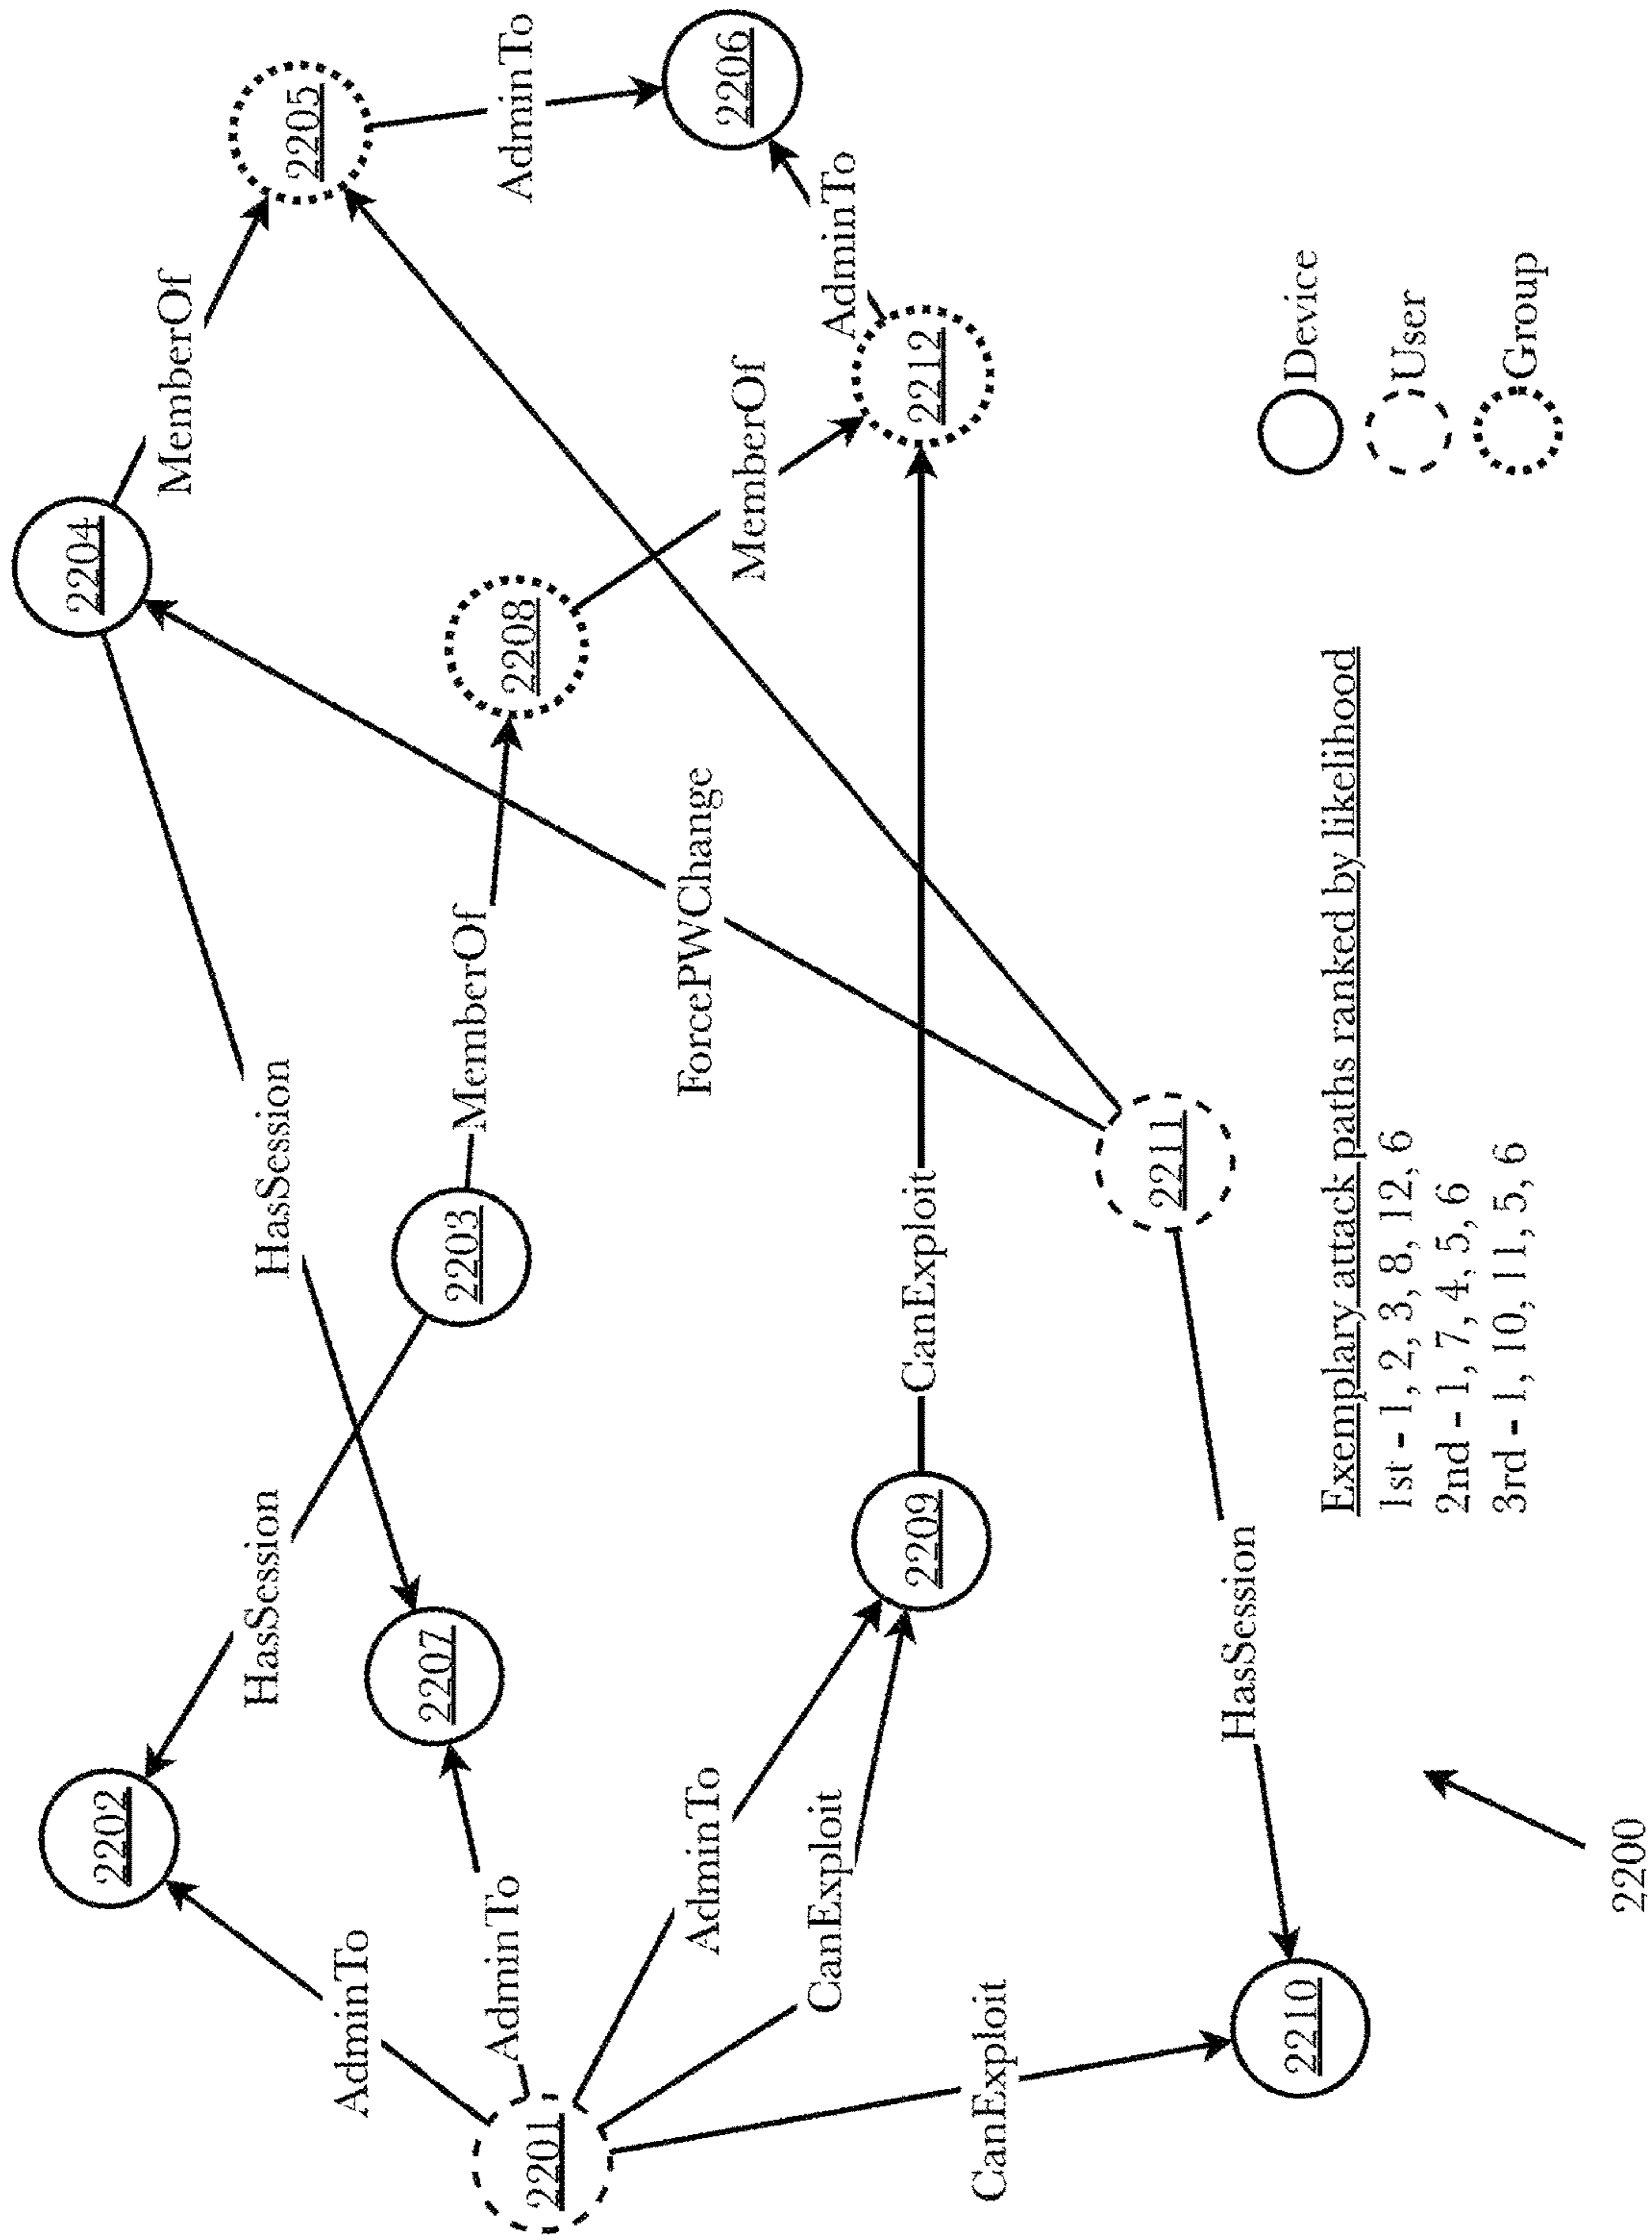 2204
2202
MemberOf
2205
HasSession
HasSession
AdminTo
2207
2203
MemberOf
2208
AdminTo
AdminTo
2201
ForcePWChange
MemberOf
2206
AdminTo
CanExploit
2209
CanExploit
2212
AdminTo
CanExploit
2211
HasSession
2210
Exemplary attack paths ranked by likelihood
1st - 1, 2, 3, 8, 12, 6
2nd - 1, 7, 4, 5, 6
3rd - 1, 10, 11, 5, 6
Device
User
Group
2200